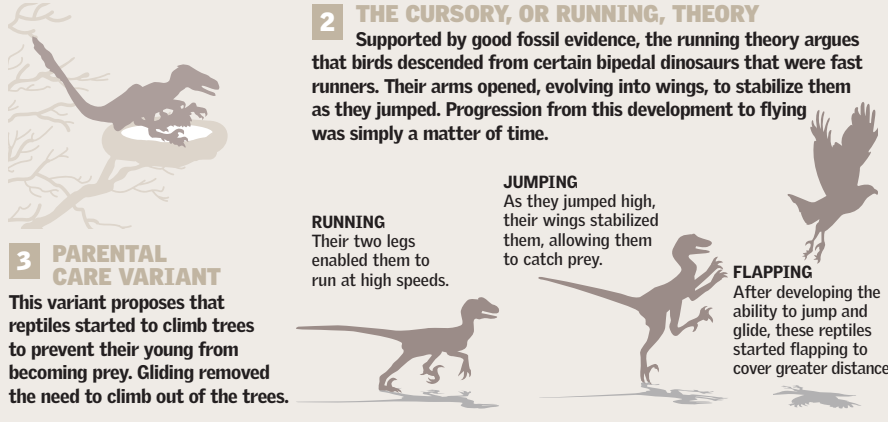 2 THE CURSORY, OR RUNNING, THEORY
Supported by good fossil evidence, the running theory argues
that birds descended from certain bipedal dinosaurs that were fast
runners. Their arms opened, evolving into wings, to stabilize them
as they jumped. Progression from this development to flying
was simply a matter of time.
RUNNING
Their two legs
enabled them to
run at high speeds.
JUMPING
As they jumped high,
their wings stabilized
them, allowing them
to catch prey.
FLAPPING
After developing the
ability to jump and
glide, these reptiles
started flapping to
cover greater distance
3 PARENTAL
CARE VARIANT
This variant proposes that
reptiles started to climb trees
to prevent their young from
becoming prey. Gliding removed
the need to climb out of the trees.